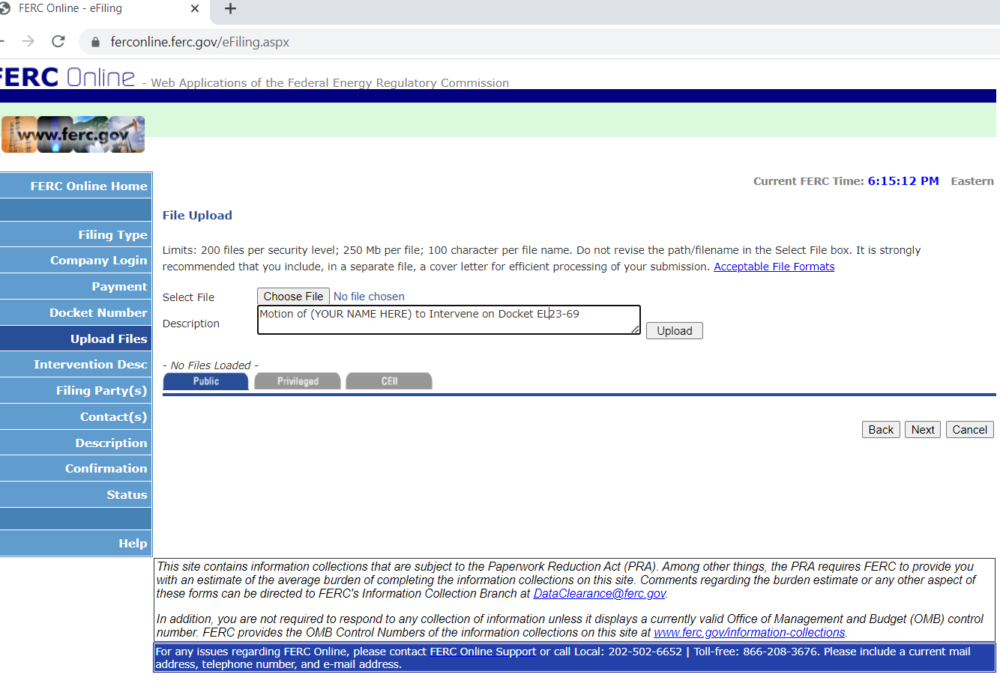 FERC Online - eFiling
ferconline.ferc.gov/eFiling.aspx
FERC Online - Web Applications of the Federal Energy Regulatory Commission
www.ferc.gov
Current FERC Time: 6:15:12 PM Eastern
FERC Online Home
Filing Type
Company Login
Payment
Docket Number
Upload Files
Intervention Desc
Filing Party(s)
Contact(s)
Description
Confirmation
Status
Help
File Upload
Limits: 200 files per security level; 250 Mb per file; 100 character per file name. Do not revise the path/filename in the Select File box. It is strongly
recommended that you include, in a separate file, a cover letter for efficient processing of your submission. Acceptable File Formats
Select File Choose File No file chosen
Description Motion of (YOUR NAME HERE) to Intervene on Docket EL23-69
Upload
- No Files Loaded -
Public Privileged CEII
Back Next Cancel
This site contains information collections that are subject to the Paperwork Reduction Act (PRA). Among other things, the PRA requires FERC to provide you
with an estimate of the average burden of completing the information collections on this site. Comments regarding the burden estimate or any other aspect of
these forms can be directed to FERC's Information Collection Branch at DataClearance@ferc.gov.
In addition, you are not required to respond to any collection of information unless it displays a currently valid Office of Management and Budget (OMB) control
number. FERC provides the OMB Control Numbers of the information collections on this site at www.ferc.gov/information-collections.
For any issues regarding FERC Online, please contact FERC Online Support or call Local: 202-502-6652 | Toll-free: 866-208-3676. Please include a current mail
address, telephone number, and e-mail address.